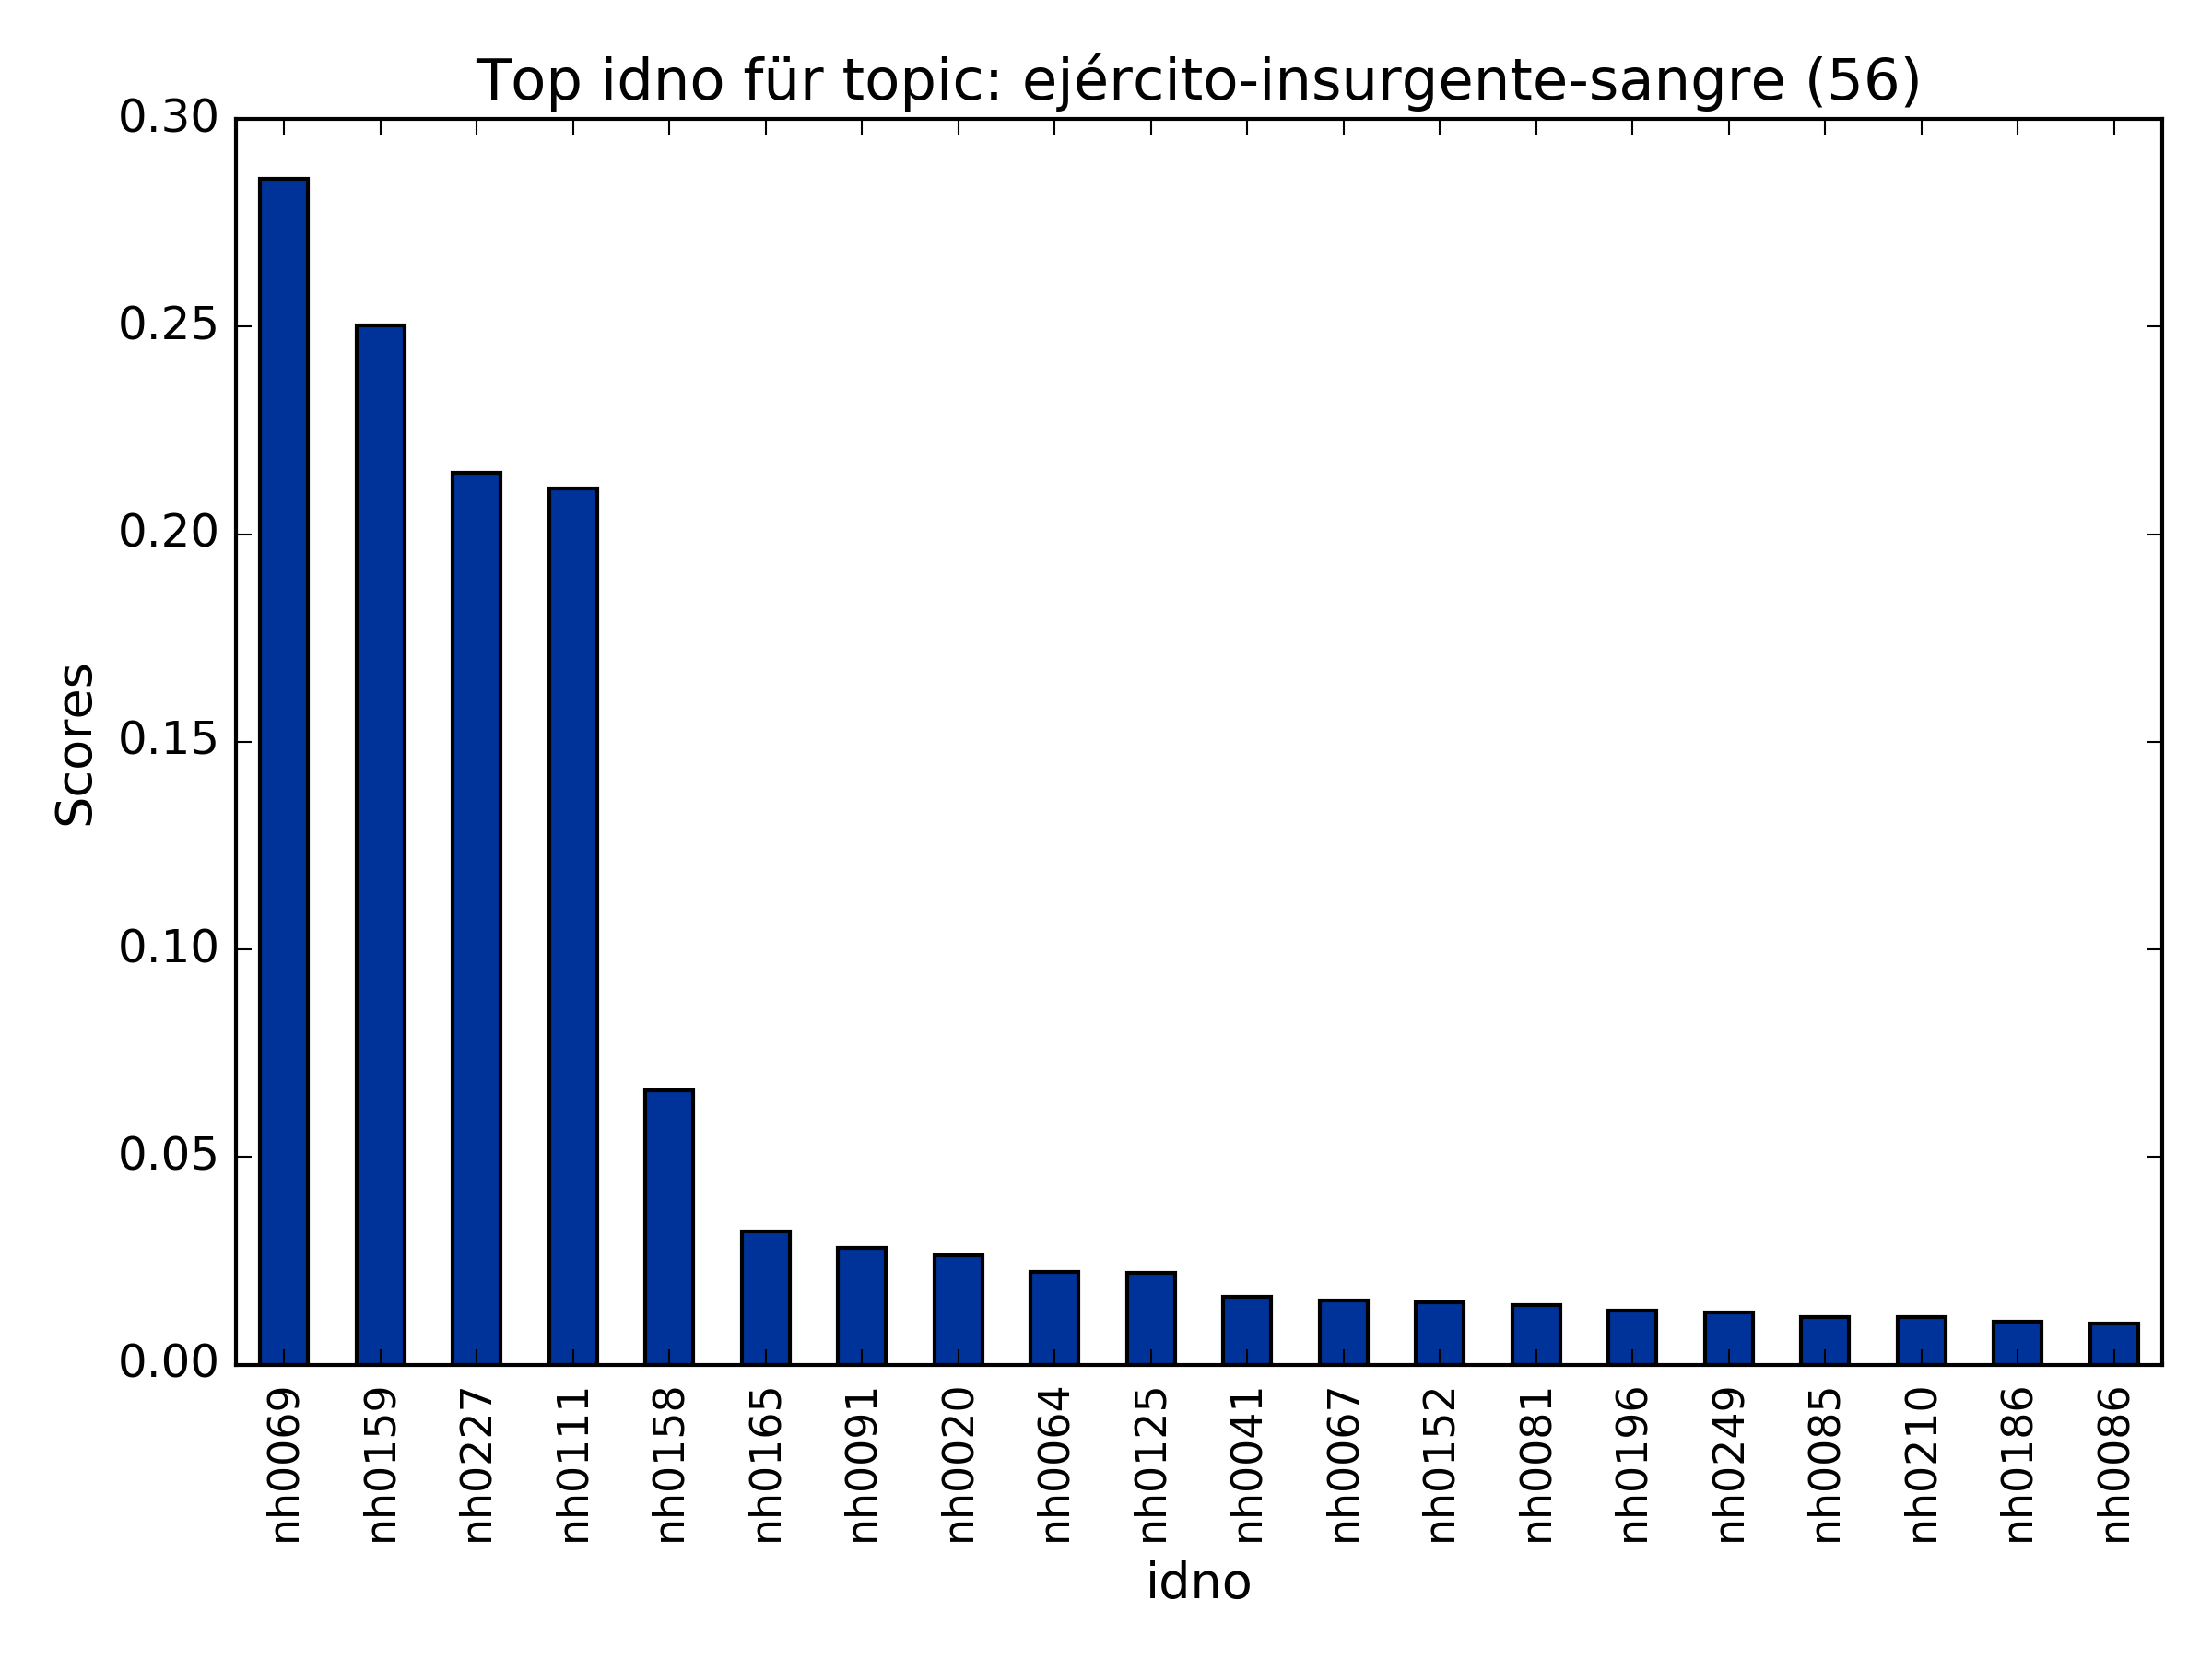 Top idno für topic: ejército-insurgente-sangre (56)
0.30
0.25
0.20
0.15
0.10
0.05
0.00
Scores
nh0069
nh0159
nh0227
nh0111
nh0158
nh0165
nh0091
nh0020
nh0064
nh0125
nh0041
nh0067
nh0152
nh0081
nh0196
nh0249
nh0085
nh0210
nh0186
nh0086
idno